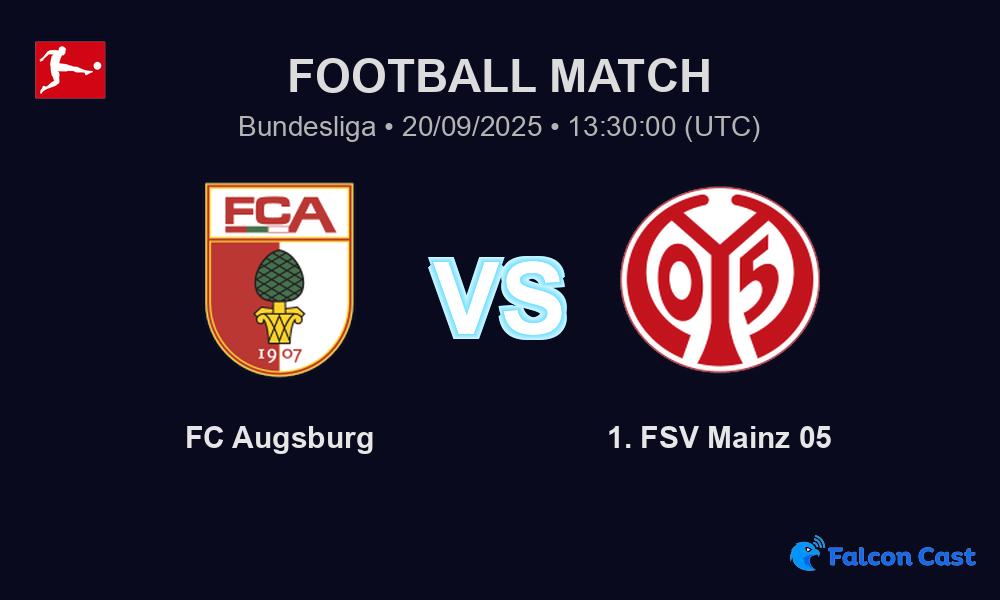 FOOTBALL MATCH
Bundesliga • 20/09/2025 • 13:30:00 (UTC)
FCA
1907
VS
05
FC Augsburg
1. FSV Mainz 05
Falcon Cast